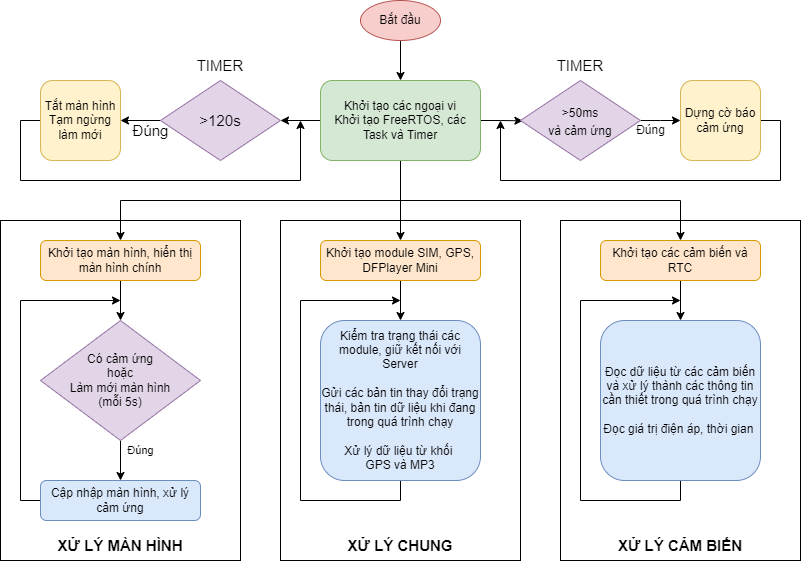 Bắt đầu
TIMER
TIMER
Tắt màn hình
Tạm ngừng
làm mới
Đúng
>120s
Khởi tạo các ngoại vi
Khởi tạo FreeRTOS, các
Task và Timer
>50ms
và cảm ứng
Đúng
Dựng cờ báo
cảm ứng
Khởi tạo màn hình, hiển thị
màn hình chính
Có cảm ứng
hoặc
Làm mới màn hình
(mỗi 5s)
Đúng
Cập nhập màn hình, xử lý
cảm ứng
XỬ LÝ MÀN HÌNH
Khởi tạo module SIM, GPS,
DFPlayer Mini
Kiểm tra trạng thái các
module, giữ kết nối với
Server
Gửi các bản tin thay đổi trạng
thái, bản tin dữ liệu khi đang
trong quá trình chạy
Xử lý dữ liệu từ khối
GPS và MP3
XỬ LÝ CHUNG
Khởi tạo các cảm biến và
RTC
Đọc dữ liệu từ các cảm biến
và xử lý thành các thông tin
cần thiết trong quá trình chạy
Đọc giá trị điện áp, thời gian
XỬ LÝ CẢM BIẾN